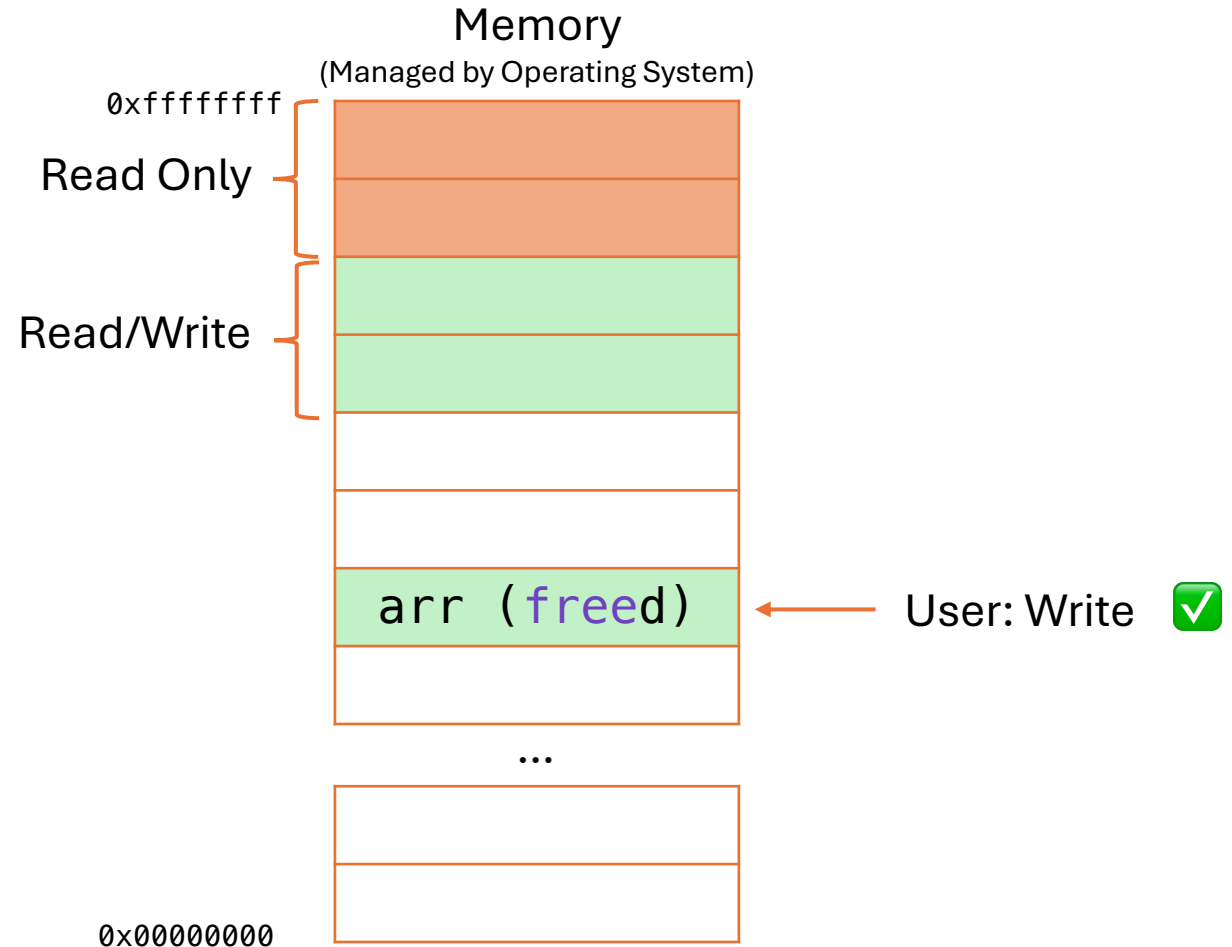 Memory
(Managed by Operating System)
0xffffffff
Read Only
Read/Write
arr (freed)
User: Write ✅
...
0x00000000